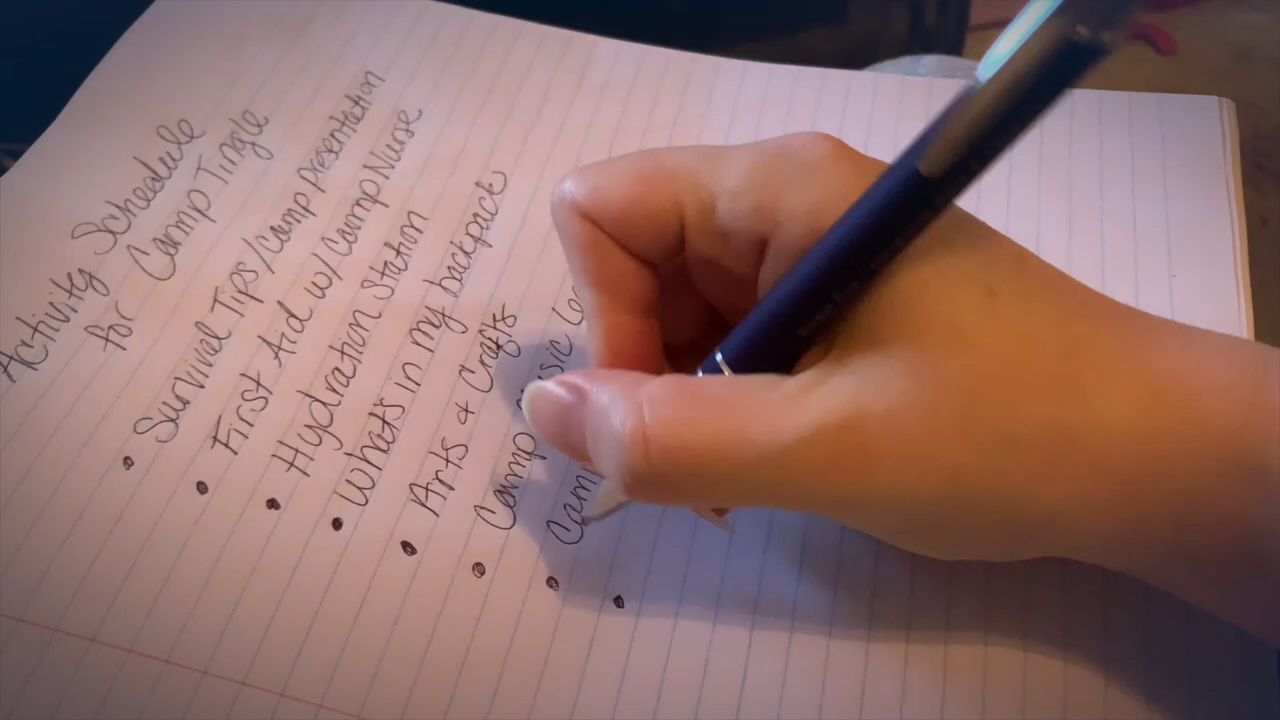 Activity Schedule
for Camp Tingle
• Survival Tips/Camp Presentation
• First Aid w/ Camp Nurse
• Hydration Station
• What's in my backpack
• Arts & Crafts
• Camp
•
•